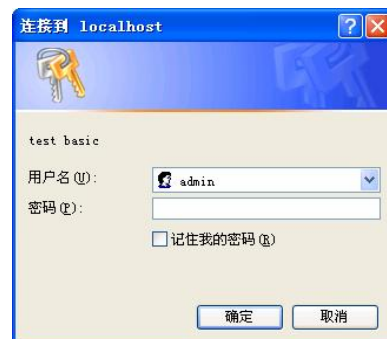 连接到 localhost
test basic
用户名(U):
admin
密码(P):
记住我的密码(R)
确定
取消